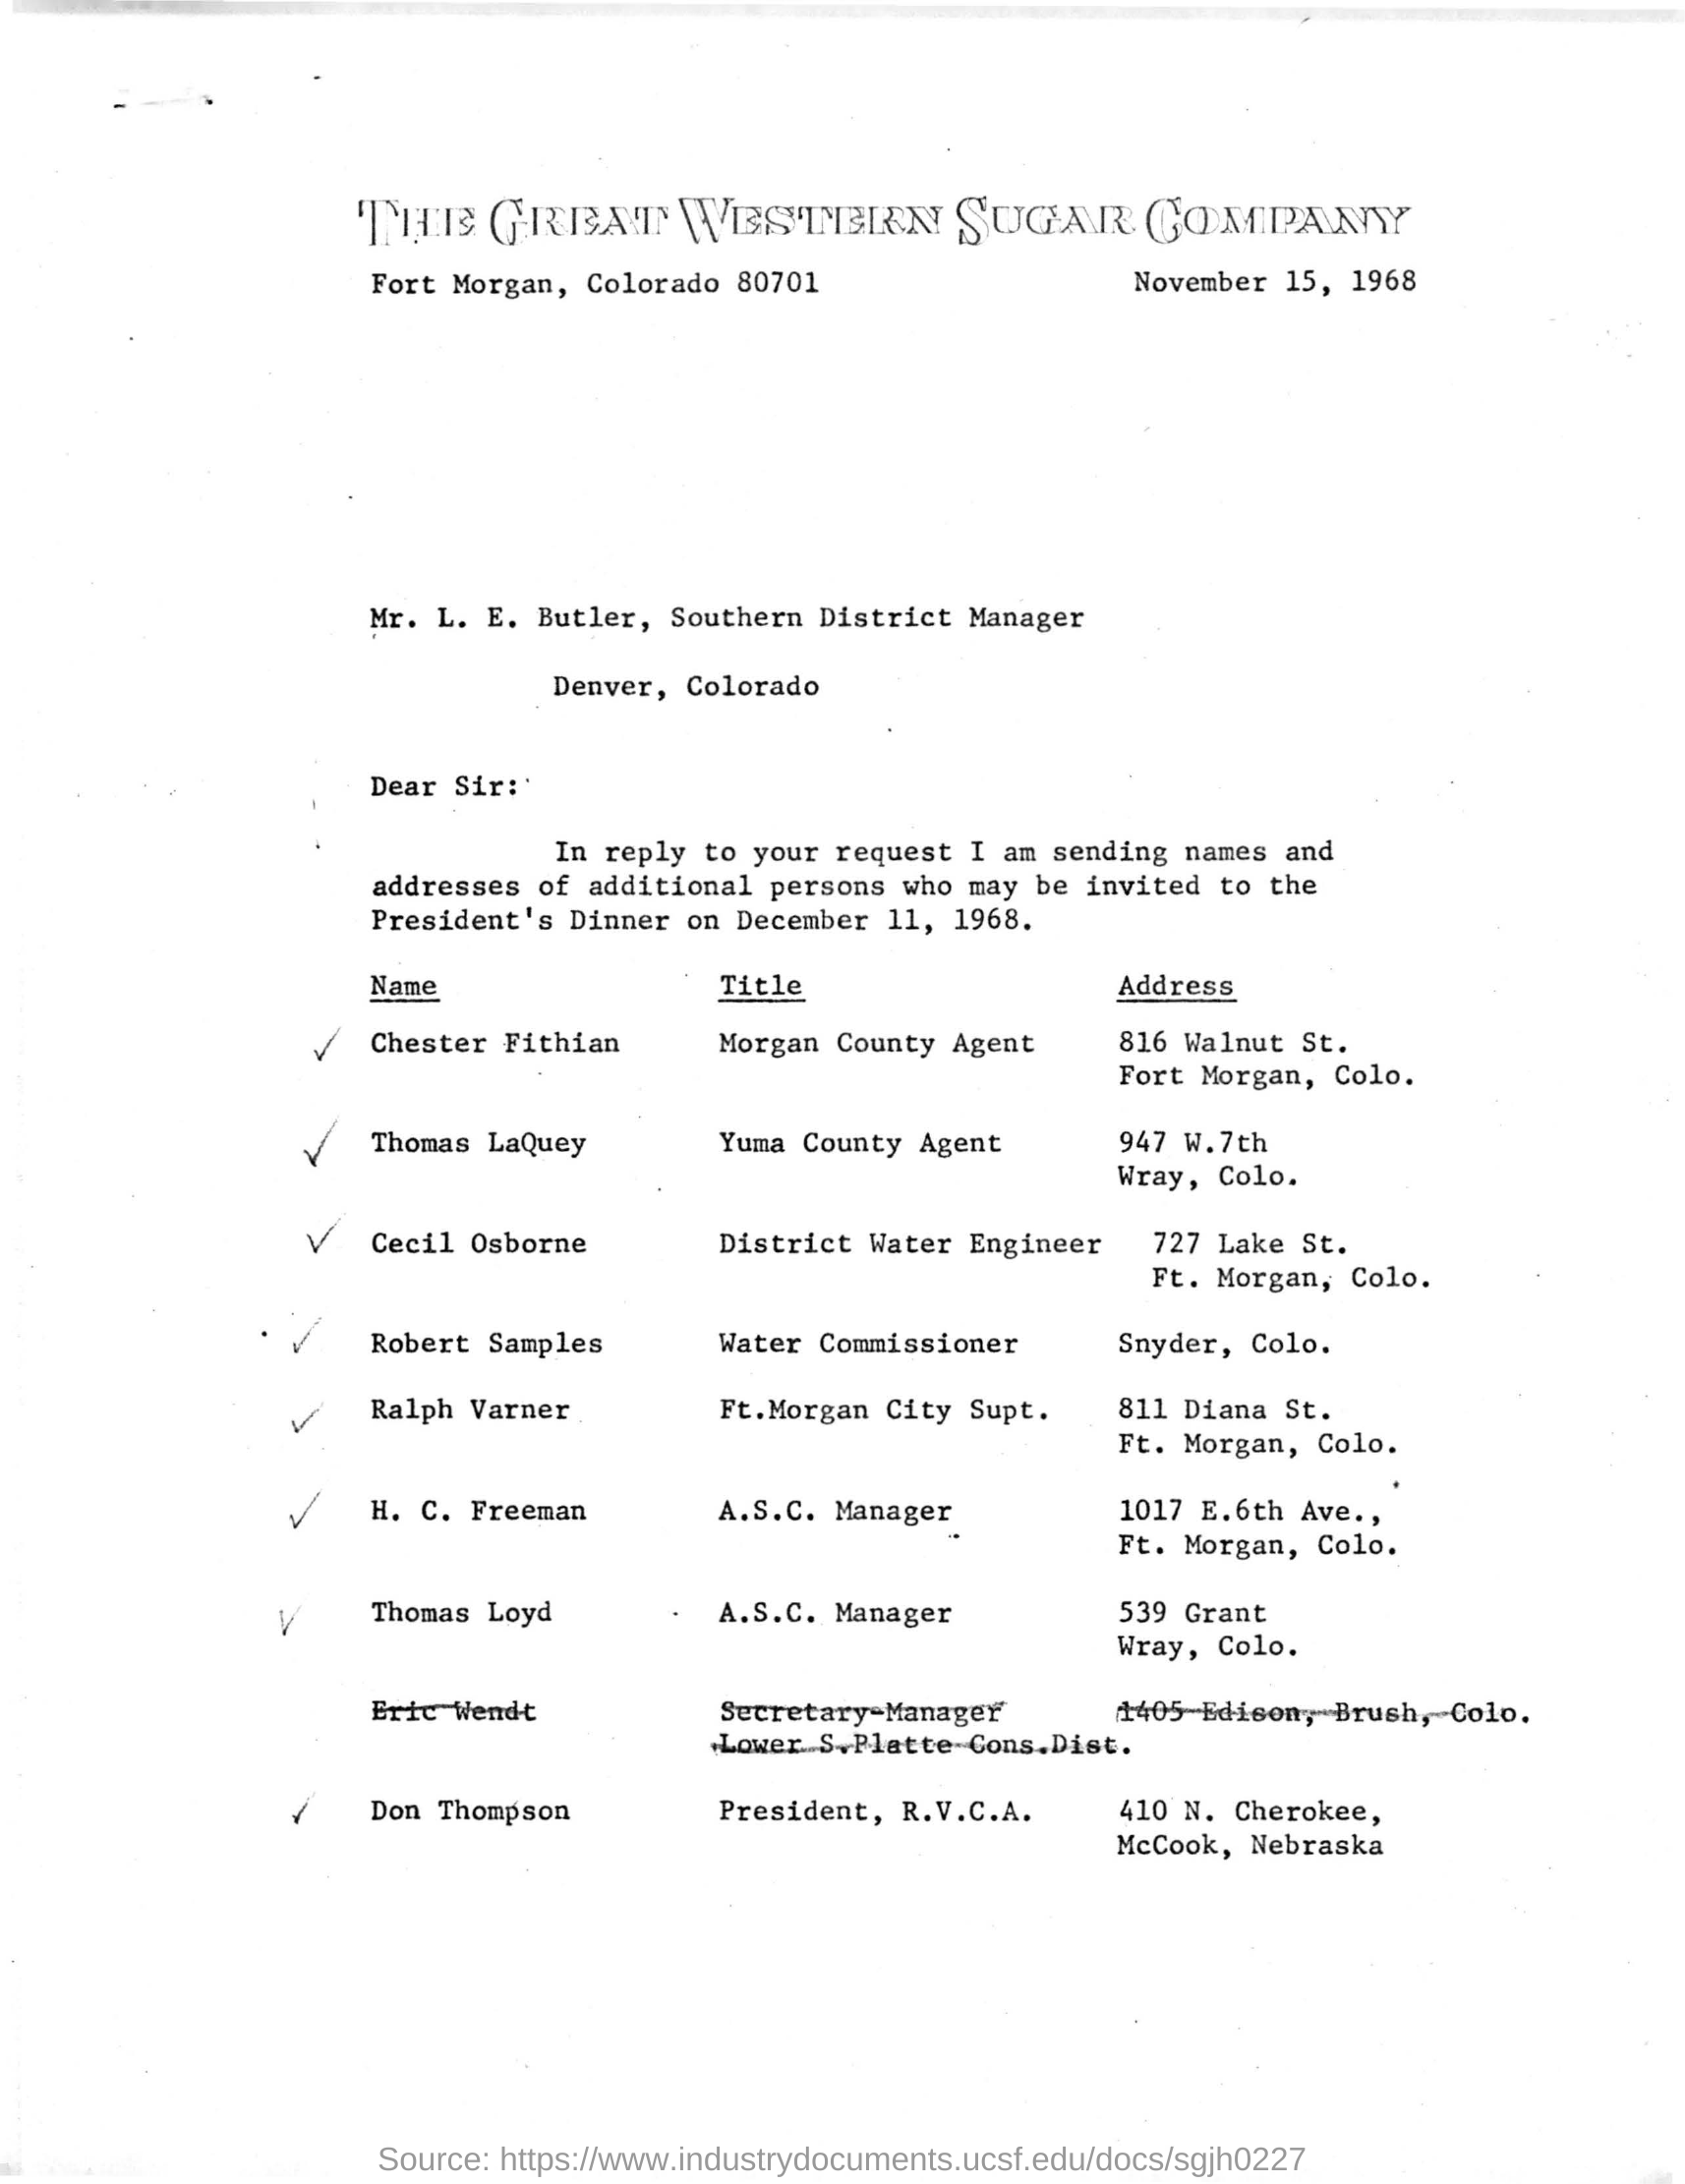 THE GREAT WESTERN SUGAR COMPANY
Fort Morgan, Colorado 80701 November 15, 1968
Mr. L. E. Butler, Southern District Manager
Denver, Colorado
Dear Sir:
In reply to your request I am sending names and
addresses of additional persons who may be invited to the
President's Dinner on December 11, 1968.
Name Title Address
Chester Fithian Morgan County Agent 816 Walnut St.
Fort Morgan, Colo.
Thomas LaQuey Yuma County Agent 947 W.7th
Wray, Colo.
Cecil Osborne District Water Engineer 727 Lake St.
Ft. Morgan, Colo.
Robert Samples Water Commissioner Snyder, Colo.
Ralph Varner Ft.Morgan City Supt. 811 Diana St.
Ft. Morgan, Colo.
H. C. Freeman A.S.C. Manager 1017 E.6th Ave.,
Ft. Morgan, Colo.
Thomas Loyd A.S.C. Manager 539 Grant
Wray, Colo.
Eric Wendt Secretary-Manager 1405 Edison, Brush, Colo.
Lower S.Platte Cons.Dist.
Don Thompson President, R.V.C.A. 410 N. Cherokee,
McCook, Nebraska
Source: https://www.industrydocuments.ucsf.edu/docs/sgjh0227